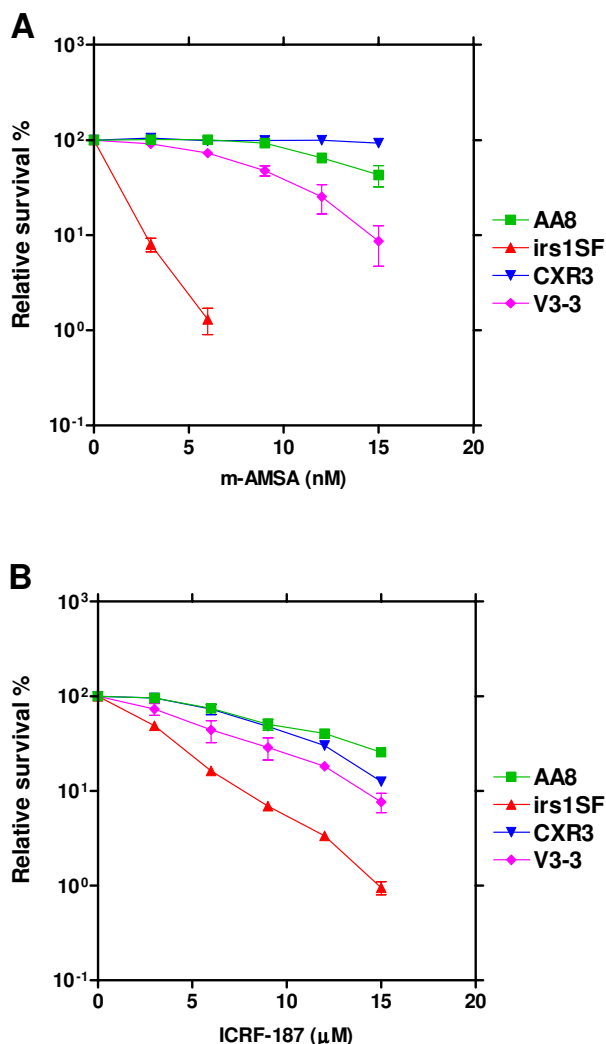 A
Relative survival %
10³
10²
10¹
10⁰
10⁻¹
0
5
10
15
20
m-AMSA (nM)
AA8
irs1SF
CXR3
V3-3
B
Relative survival %
10³
10²
10¹
10⁰
10⁻¹
0
5
10
15
20
ICRF-187 (μM)
AA8
irs1SF
CXR3
V3-3